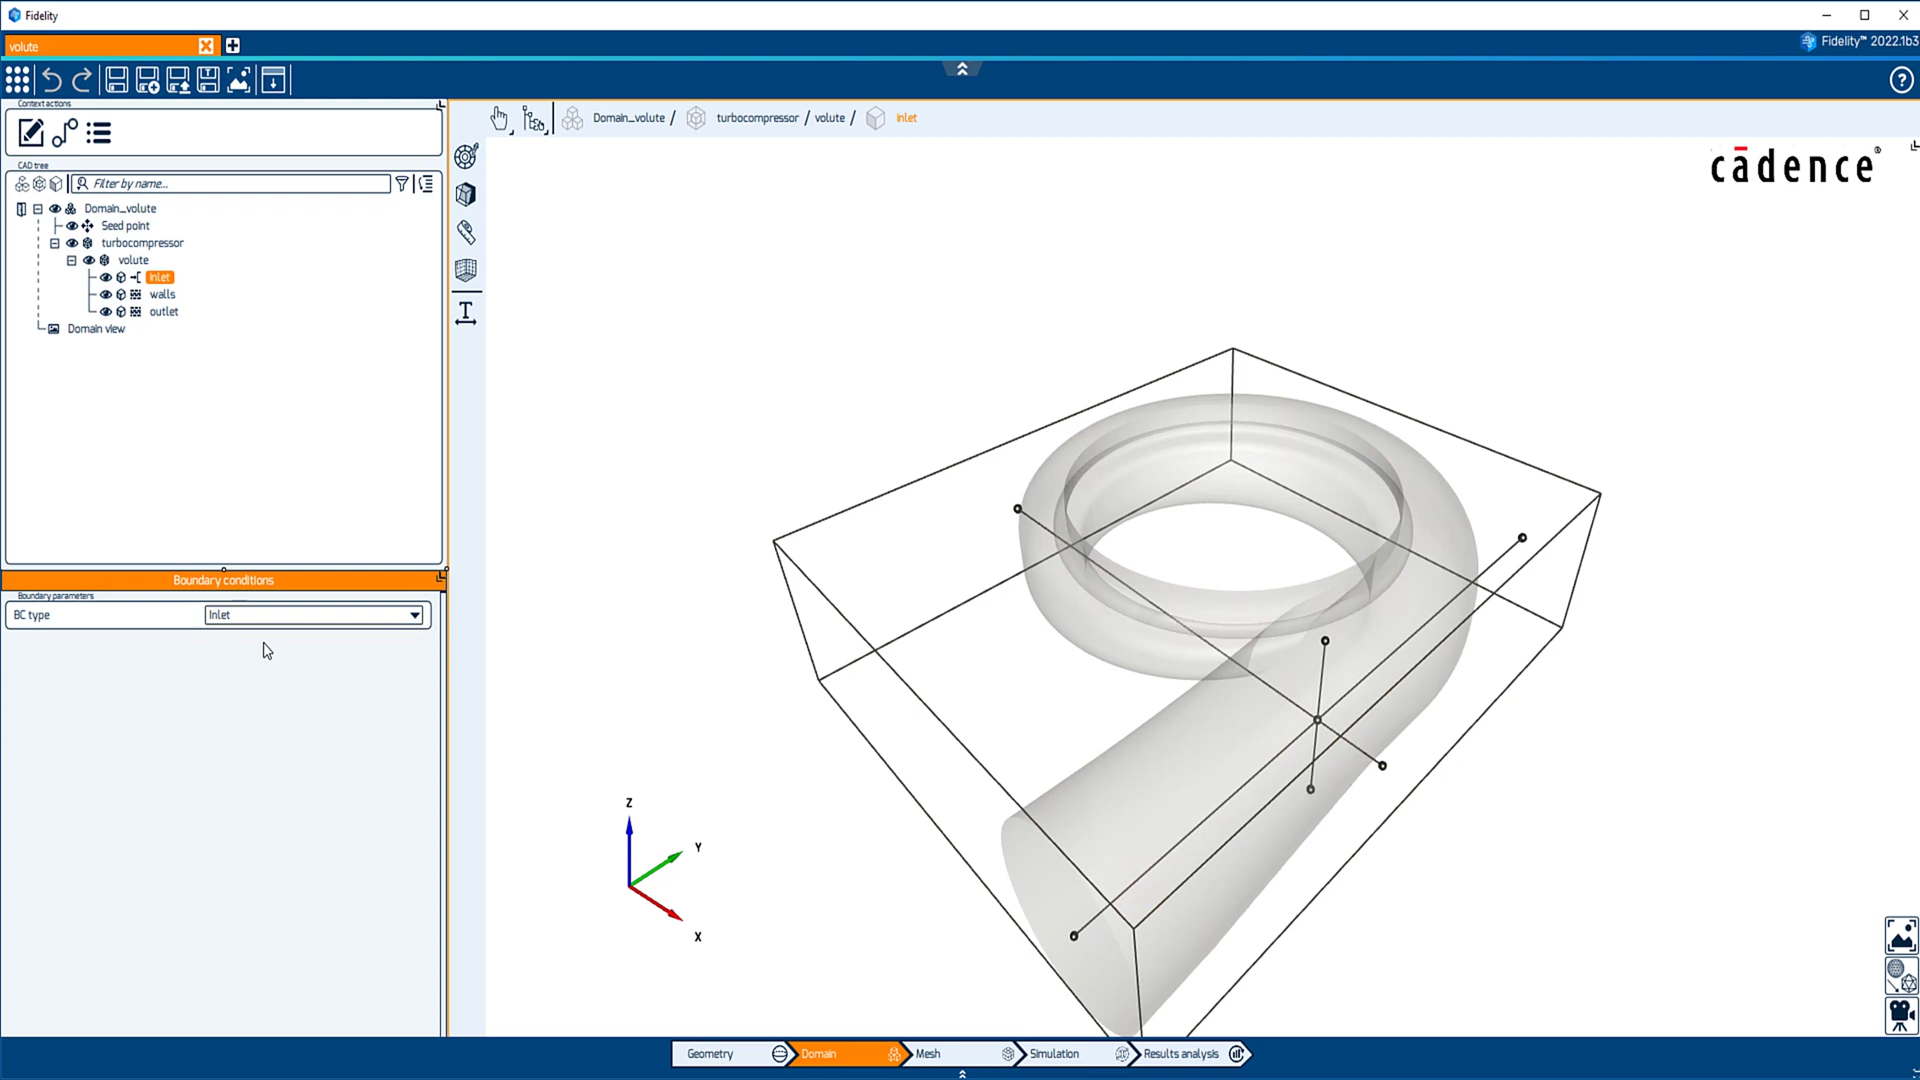 Fidelity
volute
Fidelity™ 2022.1b3
Context actions
CAD tree
Filter by name...
Domain_volute
Seed point
turbocompressor
volute
Inlet
walls
outlet
Domain view
Boundary conditions
Boundary parameters
BC type
Inlet
Domain_volute / turbocompressor / volute / Inlet
cādence®
T
Z
Y
X
Geometry
Domain
Mesh
Simulation
Results analysis